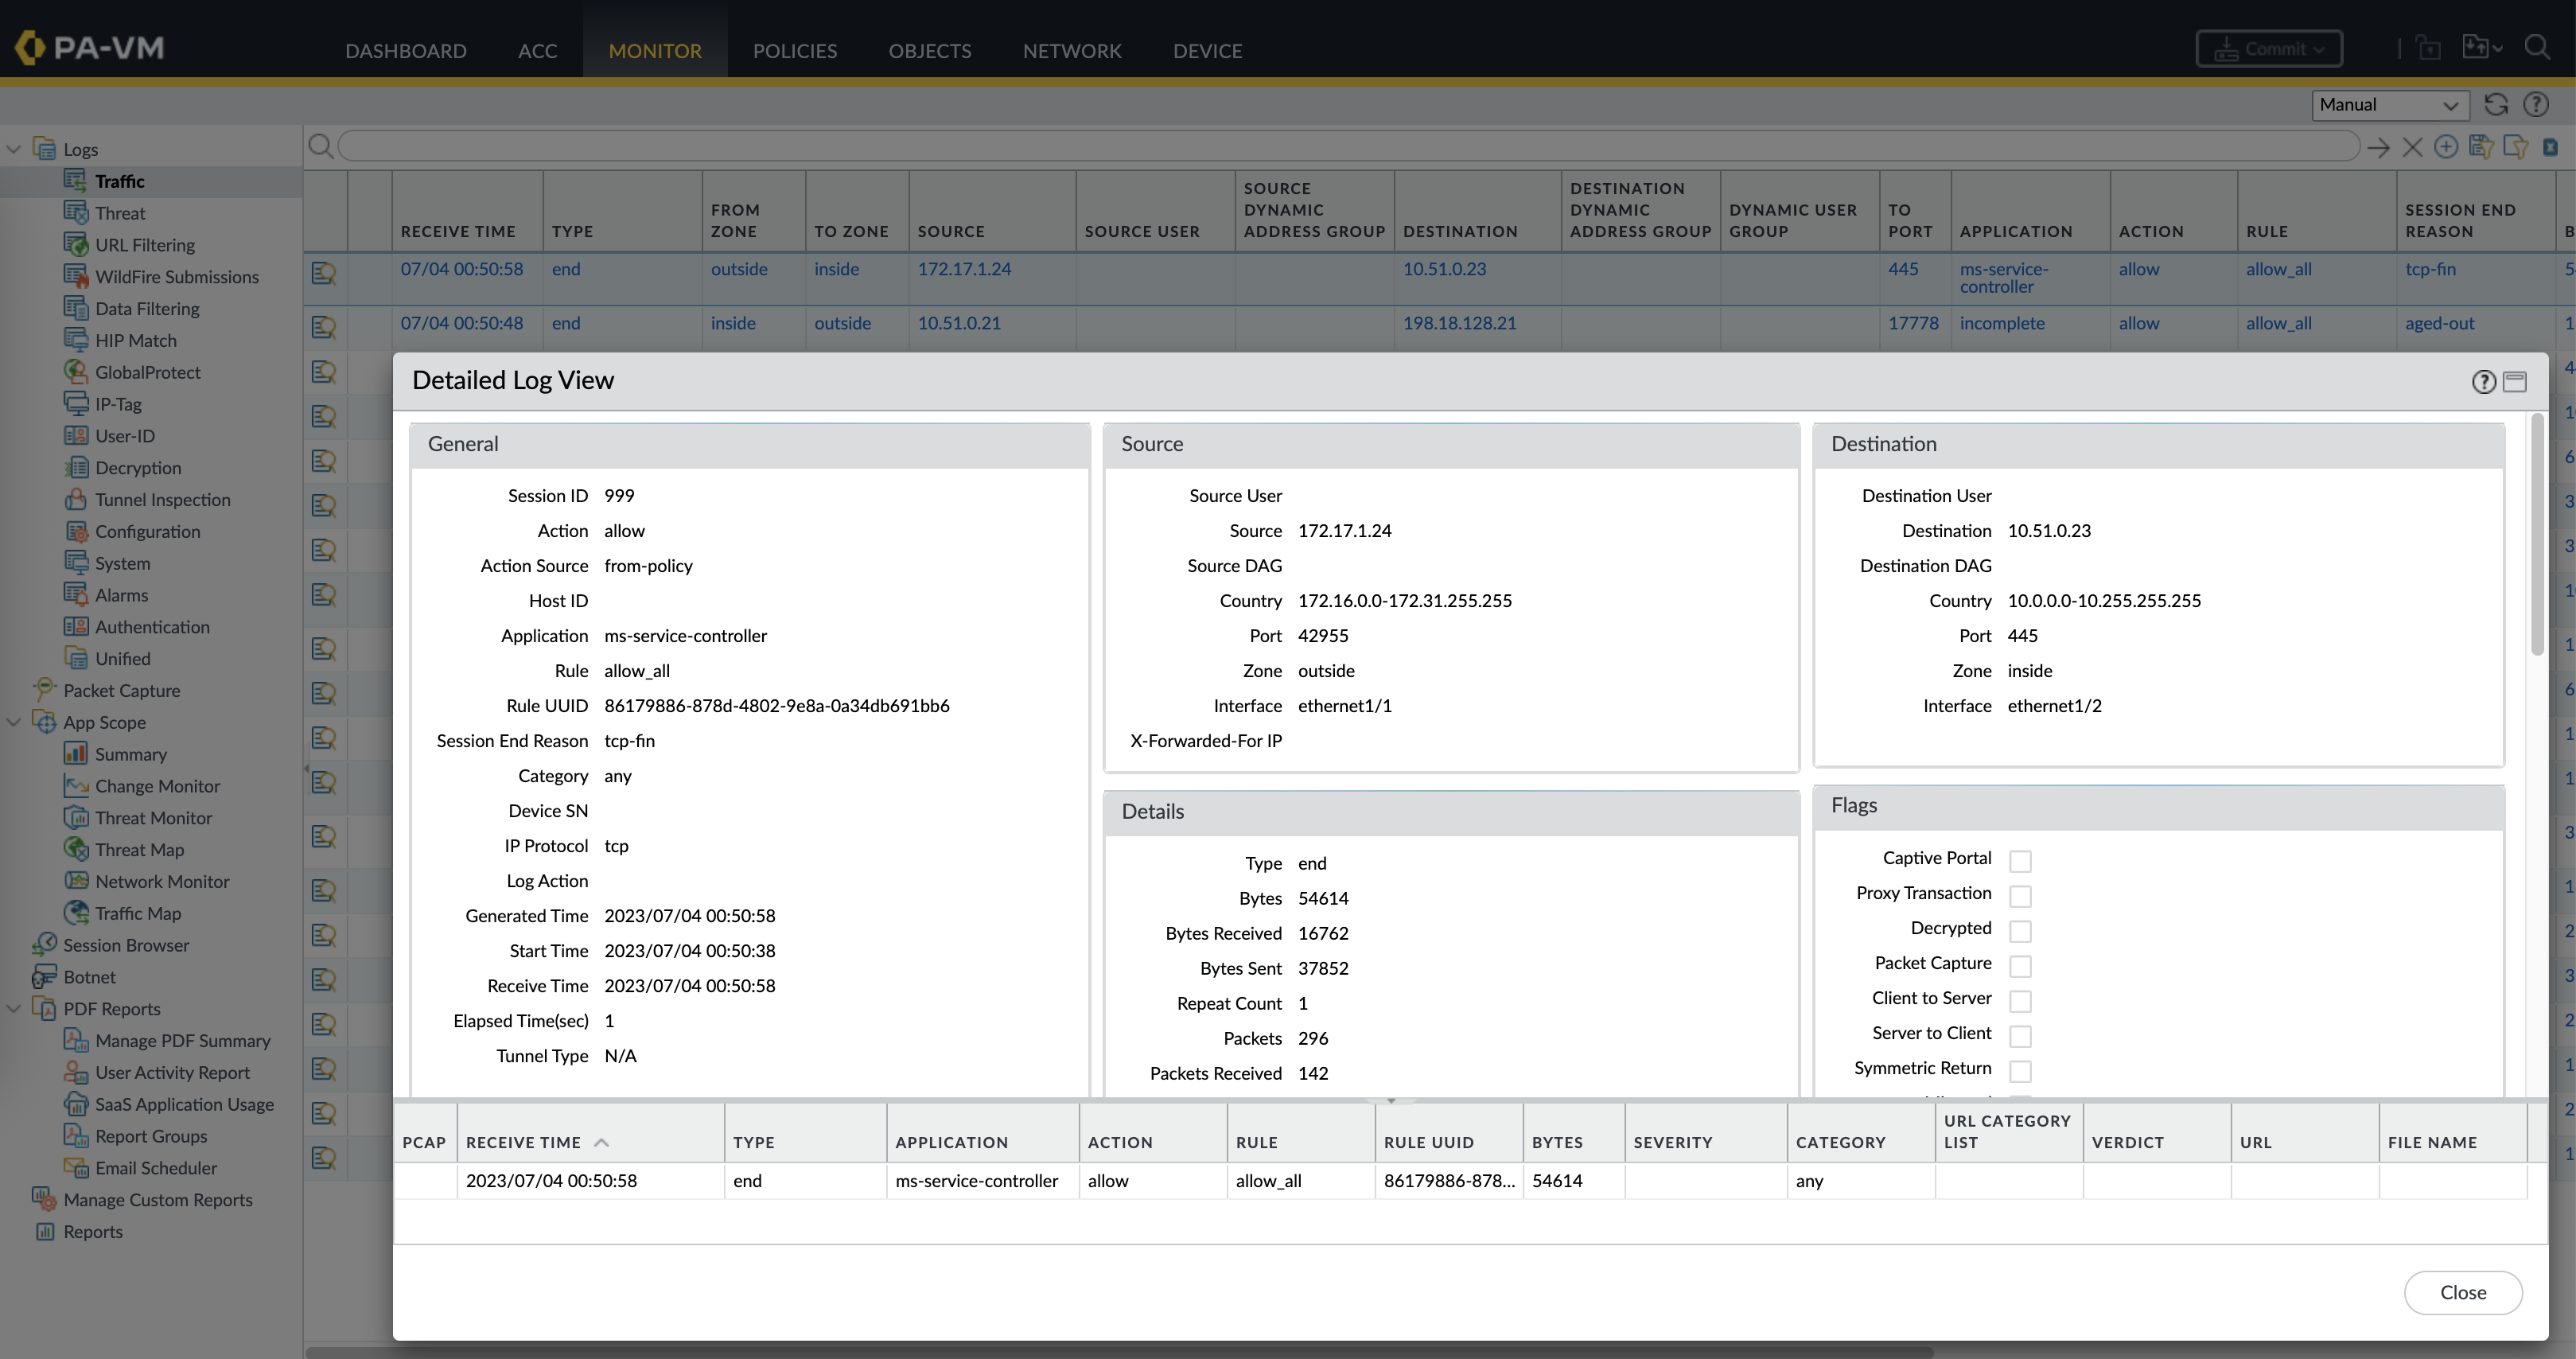 PA-VM
DASHBOARD
ACC
MONITOR
POLICIES
OBJECTS
NETWORK
DEVICE
Commit
Manual
Logs
Traffic
Threat
URL Filtering
WildFire Submissions
Data Filtering
HIP Match
GlobalProtect
IP-Tag
User-ID
Decryption
Tunnel Inspection
Configuration
System
Alarms
Authentication
Unified
Packet Capture
App Scope
Summary
Change Monitor
Threat Monitor
Threat Map
Network Monitor
Traffic Map
Session Browser
Botnet
PDF Reports
Manage PDF Summary
User Activity Report
SaaS Application Usage
Report Groups
Email Scheduler
Manage Custom Reports
Reports
RECEIVE TIME
TYPE
FROM
ZONE
TO ZONE
SOURCE
SOURCE USER
SOURCE
DYNAMIC
ADDRESS GROUP
DESTINATION
DESTINATION
DYNAMIC
ADDRESS GROUP
DYNAMIC USER
GROUP
TO
PORT
APPLICATION
ACTION
RULE
SESSION END
REASON
B
07/04 00:50:58 end outside inside 172.17.1.24 10.51.0.23 445 ms-service-
controller allow allow_all tcp-fin 5
07/04 00:50:48 end inside outside 10.51.0.21 198.18.128.21 17778 incomplete allow allow_all aged-out 1
Detailed Log View
General
Session ID 999
Action allow
Action Source from-policy
Host ID
Application ms-service-controller
Rule allow_all
Rule UUID 86179886-878d-4802-9e8a-0a34db691bb6
Session End Reason tcp-fin
Category any
Device SN
IP Protocol tcp
Log Action
Generated Time 2023/07/04 00:50:58
Start Time 2023/07/04 00:50:38
Receive Time 2023/07/04 00:50:58
Elapsed Time(sec) 1
Tunnel Type N/A
Source
Source User
Source 172.17.1.24
Source DAG
Country 172.16.0.0-172.31.255.255
Port 42955
Zone outside
Interface ethernet1/1
X-Forwarded-For IP
Details
Type end
Bytes 54614
Bytes Received 16762
Bytes Sent 37852
Repeat Count 1
Packets 296
Packets Received 142
Destination
Destination User
Destination 10.51.0.23
Destination DAG
Country 10.0.0.0-10.255.255.255
Port 445
Zone inside
Interface ethernet1/2
Flags
Captive Portal
Proxy Transaction
Decrypted
Packet Capture
Client to Server
Server to Client
Symmetric Return
PCAP
RECEIVE TIME
TYPE
APPLICATION
ACTION
RULE
RULE UUID
BYTES
SEVERITY
CATEGORY
URL CATEGORY
LIST
VERDICT
URL
FILE NAME
2023/07/04 00:50:58 end ms-service-controller allow allow_all 86179886-878... 54614 any
Close